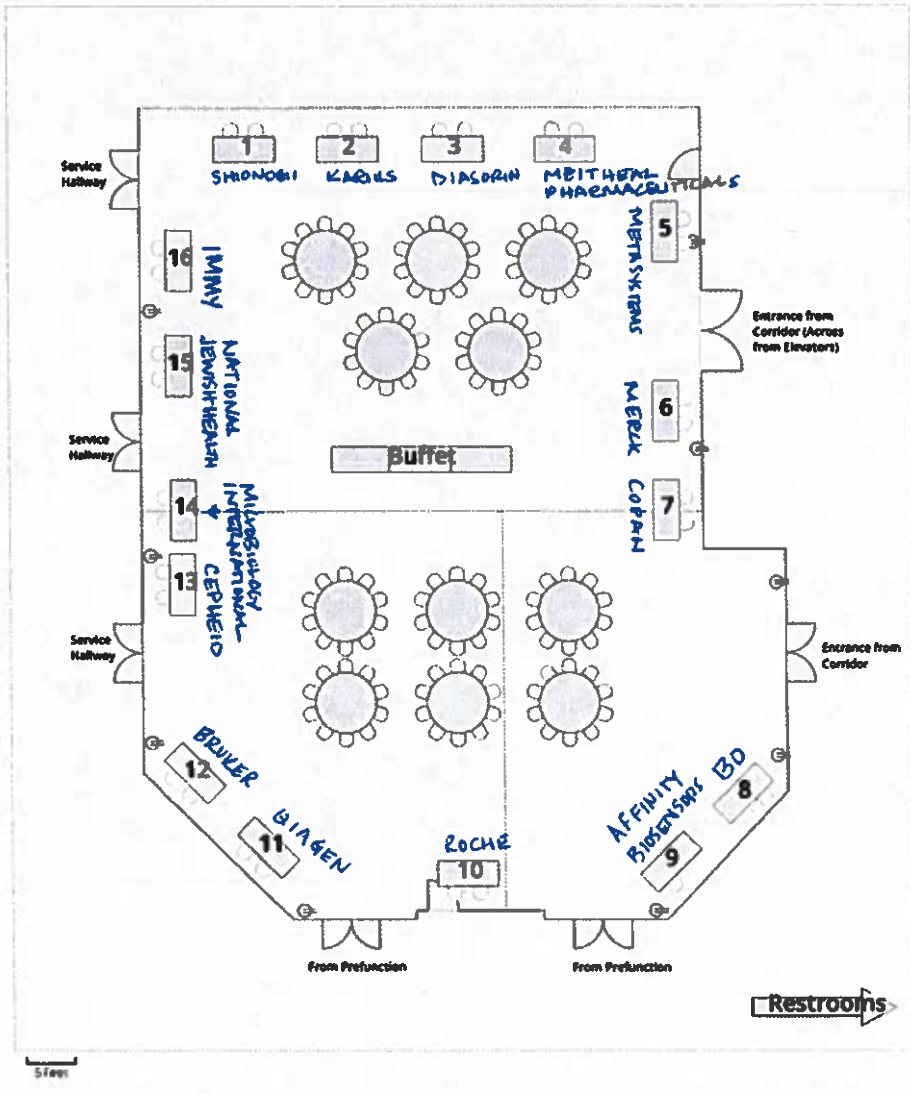 1
2
3
4
SHIONOGI
KARIUS
DIASORIN
MEITHEAL
PHARMACEUTICALS
Service
Hallway
5
METASYSTEMS
16
IMMY
Entrance from
Corridor (Across
from Elevators)
15
NATIONAL
JEWISH HEALTH
6
MERCK
Service
Hallway
Buffet
14
MICROBIOLOGY
INTERNATIONAL
7
COPAN
13
CEPHEID
Service
Hallway
Entrance from
Corridor
BRUKER
12
BD
8
AFFINITY
BIOSENSORS
9
QIAGEN
11
ROCHE
10
From Prefunction
From Prefunction
Restrooms
5 Feet